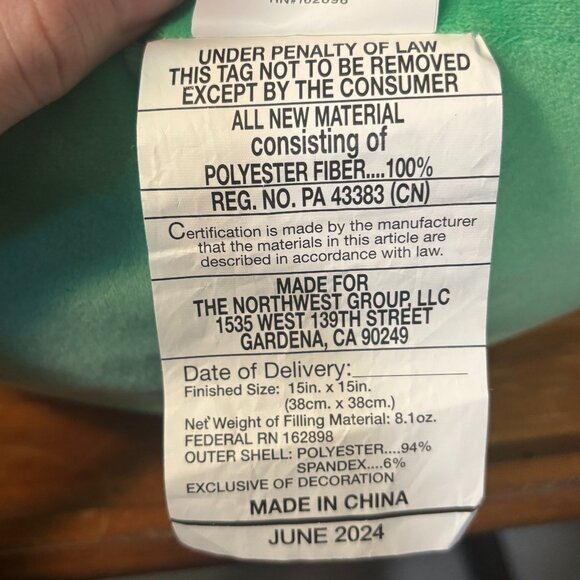 RN#162898
UNDER PENALTY OF LAW
THIS TAG NOT TO BE REMOVED
EXCEPT BY THE CONSUMER
ALL NEW MATERIAL
consisting of
POLYESTER FIBER....100%
REG. NO. PA 43383 (CN)
Certification is made by the manufacturer
that the materials in this article are
described in accordance with law.
MADE FOR
THE NORTHWEST GROUP, LLC
1535 WEST 139TH STREET
GARDENA, CA 90249
Date of Delivery:__________
Finished Size: 15in. x 15in.
(38cm. x 38cm.)
Net Weight of Filling Material: 8.1oz.
FEDERAL RN 162898
OUTER SHELL: POLYESTER....94%
SPANDEX....6%
EXCLUSIVE OF DECORATION
MADE IN CHINA
JUNE 2024